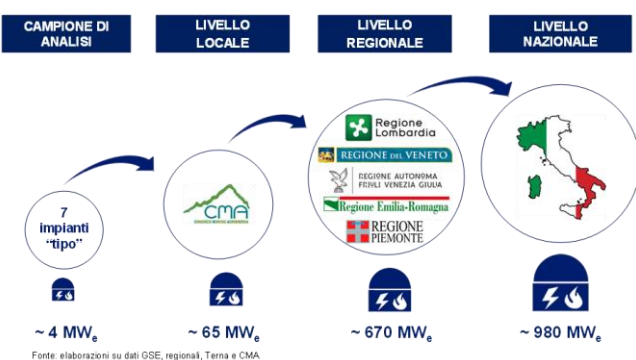 CAMPIONE DI
ANALISI
LIVELLO
LOCALE
LIVELLO
REGIONALE
LIVELLO
NAZIONALE
7
impianti
“tipo”
CMA
Regione
Lombardia
REGIONE DEL VENETO
REGIONE AUTONOMA
FRIULI VENEZIA GIULIA
Regione Emilia-Romagna
REGIONE
PIEMONTE
~ 4 MWe
~ 65 MWe
~ 670 MWe
~ 980 MWe
Fonte: elaborazioni su dati GSE, regionali, Terna e CMA